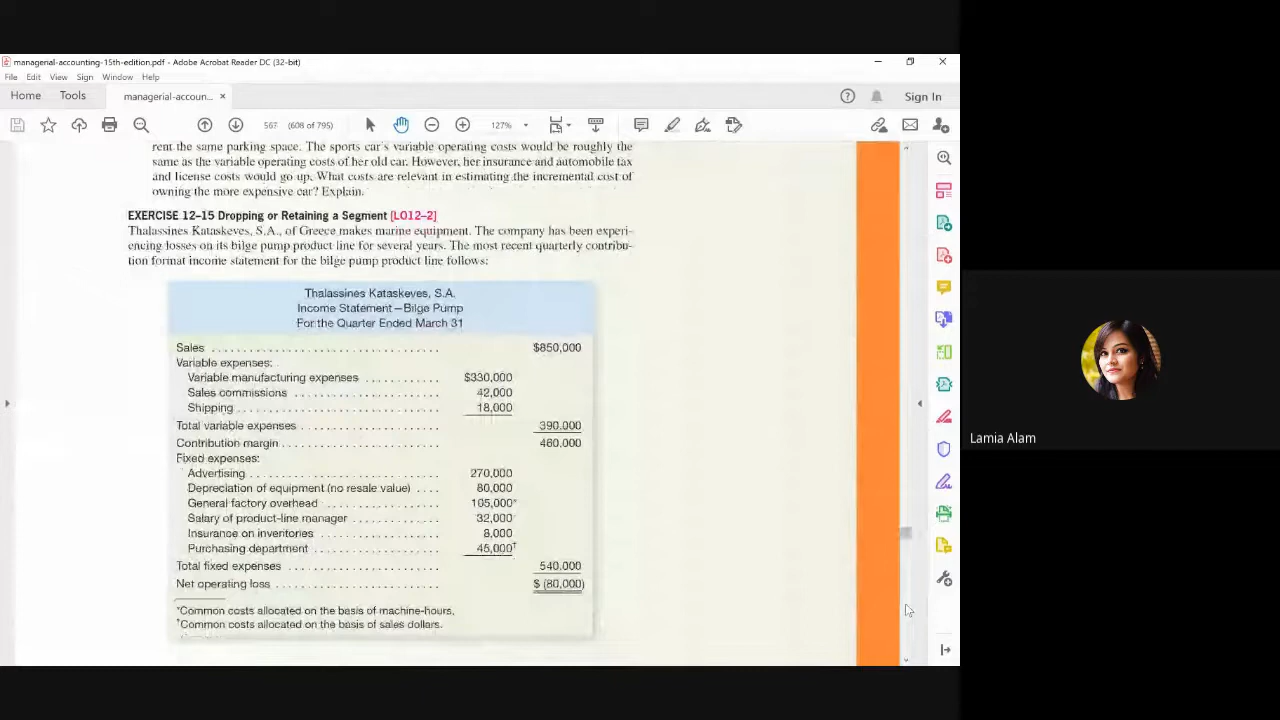 managerial-accounting-15th-edition.pdf - Adobe Acrobat Reader DC (32-bit)
File Edit View Sign Window Help
Home Tools managerial-accoun... × Sign In
567 (608 of 795) 127%
rent the same parking space. The sports car's variable operating costs would be roughly the
same as the variable operating costs of her old car. However, her insurance and automobile tax
and license costs would go up. What costs are relevant in estimating the incremental cost of
owning the more expensive car? Explain.
EXERCISE 12–15 Dropping or Retaining a Segment [LO12–2]
Thalassines Kataskeves, S.A., of Greece makes marine equipment. The company has been experi-
encing losses on its bilge pump product line for several years. The most recent quarterly contribu-
tion format income statement for the bilge pump product line follows:
Thalassines Kataskeves, S.A.
Income Statement—Bilge Pump
For the Quarter Ended March 31
Sales $850,000
Variable expenses:
Variable manufacturing expenses $330,000
Sales commissions 42,000
Shipping 18,000
Total variable expenses 390,000
Contribution margin 460,000
Fixed expenses:
Advertising 270,000
Depreciation of equipment (no resale value) 80,000
General factory overhead 105,000*
Salary of product-line manager 32,000
Insurance on inventories 8,000
Purchasing department 45,000†
Total fixed expenses 540,000
Net operating loss $ (80,000)
*Common costs allocated on the basis of machine-hours.
†Common costs allocated on the basis of sales dollars.
Lamia Alam